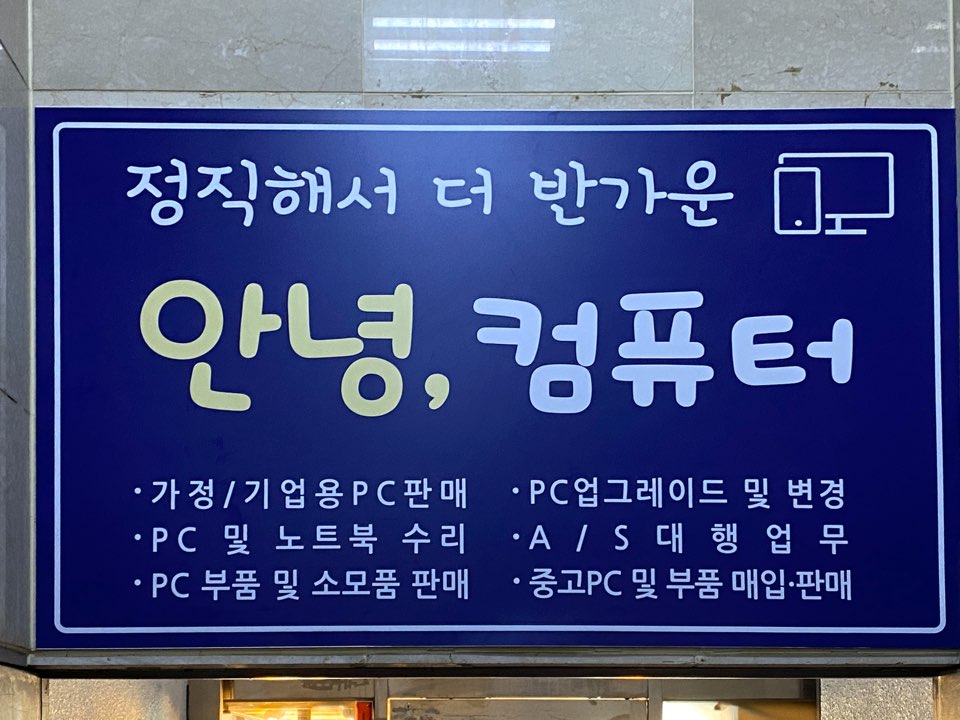 정직해서 더 반가운
안녕, 컴퓨터
·가정/기업용PC판매
·PC 및 노트북 수리
·PC 부품 및 소모품 판매
·PC업그레이드 및 변경
·A/S대행업무
·중고PC 및 부품 매입·판매